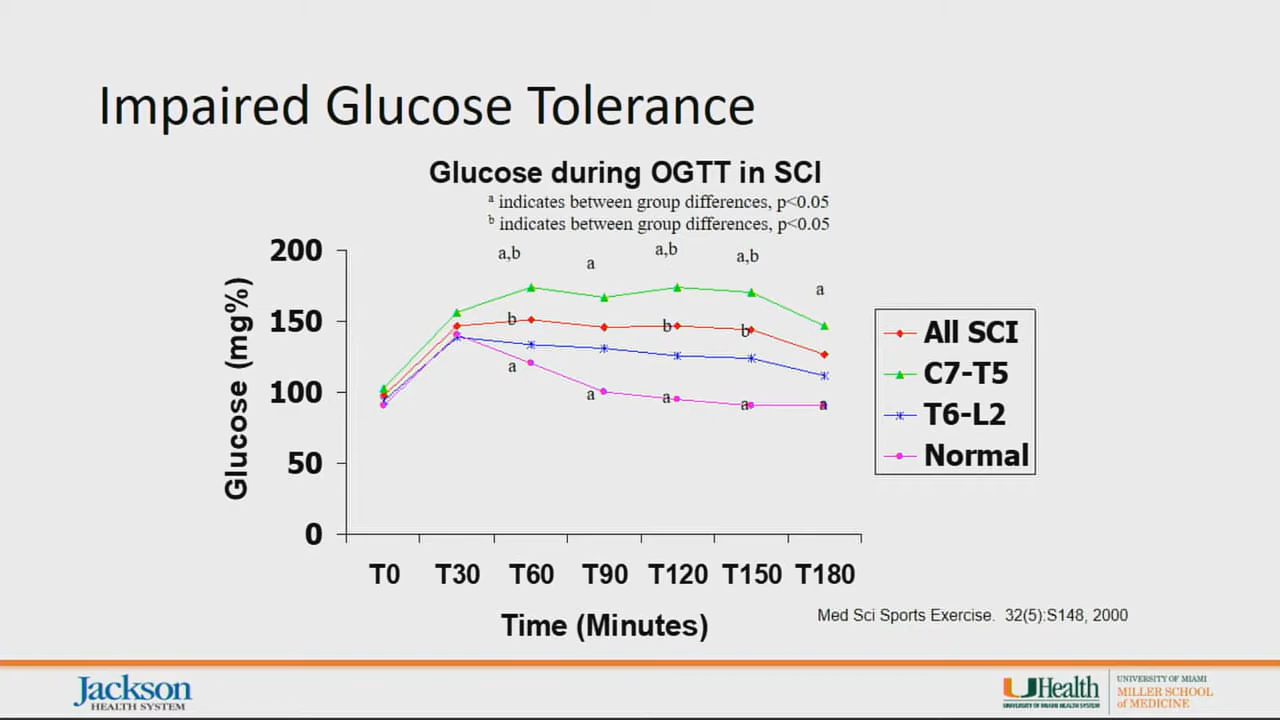 Impaired Glucose Tolerance
Glucose during OGTT in SCI
a indicates between group differences, p<0.05
b indicates between group differences, p<0.05
a,b
a
a,b
a,b
a
200
150
100
50
0
Glucose (mg%)
b
b
b
a
a
a
a
a
All SCI
C7-T5
T6-L2
Normal
T0 T30 T60 T90 T120 T150 T180
Time (Minutes)
Med Sci Sports Exercise. 32(5):S148, 2000
Jackson
HEALTH SYSTEM
UHealth
UNIVERSITY OF MIAMI HEALTH SYSTEM
UNIVERSITY OF MIAMI
MILLER SCHOOL
of MEDICINE